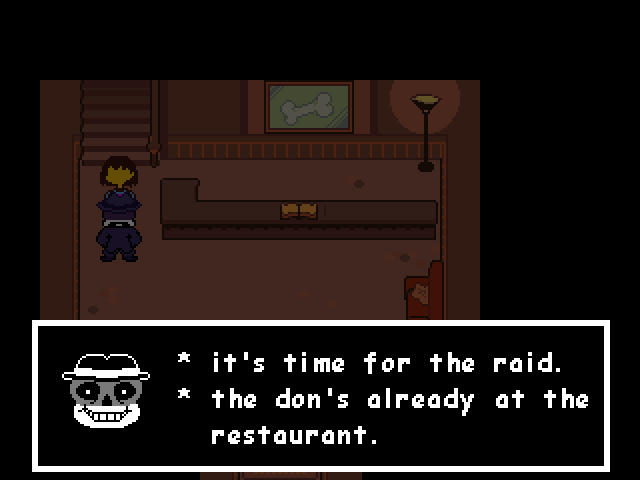 * it's time for the raid.
* the don's already at the
restaurant.